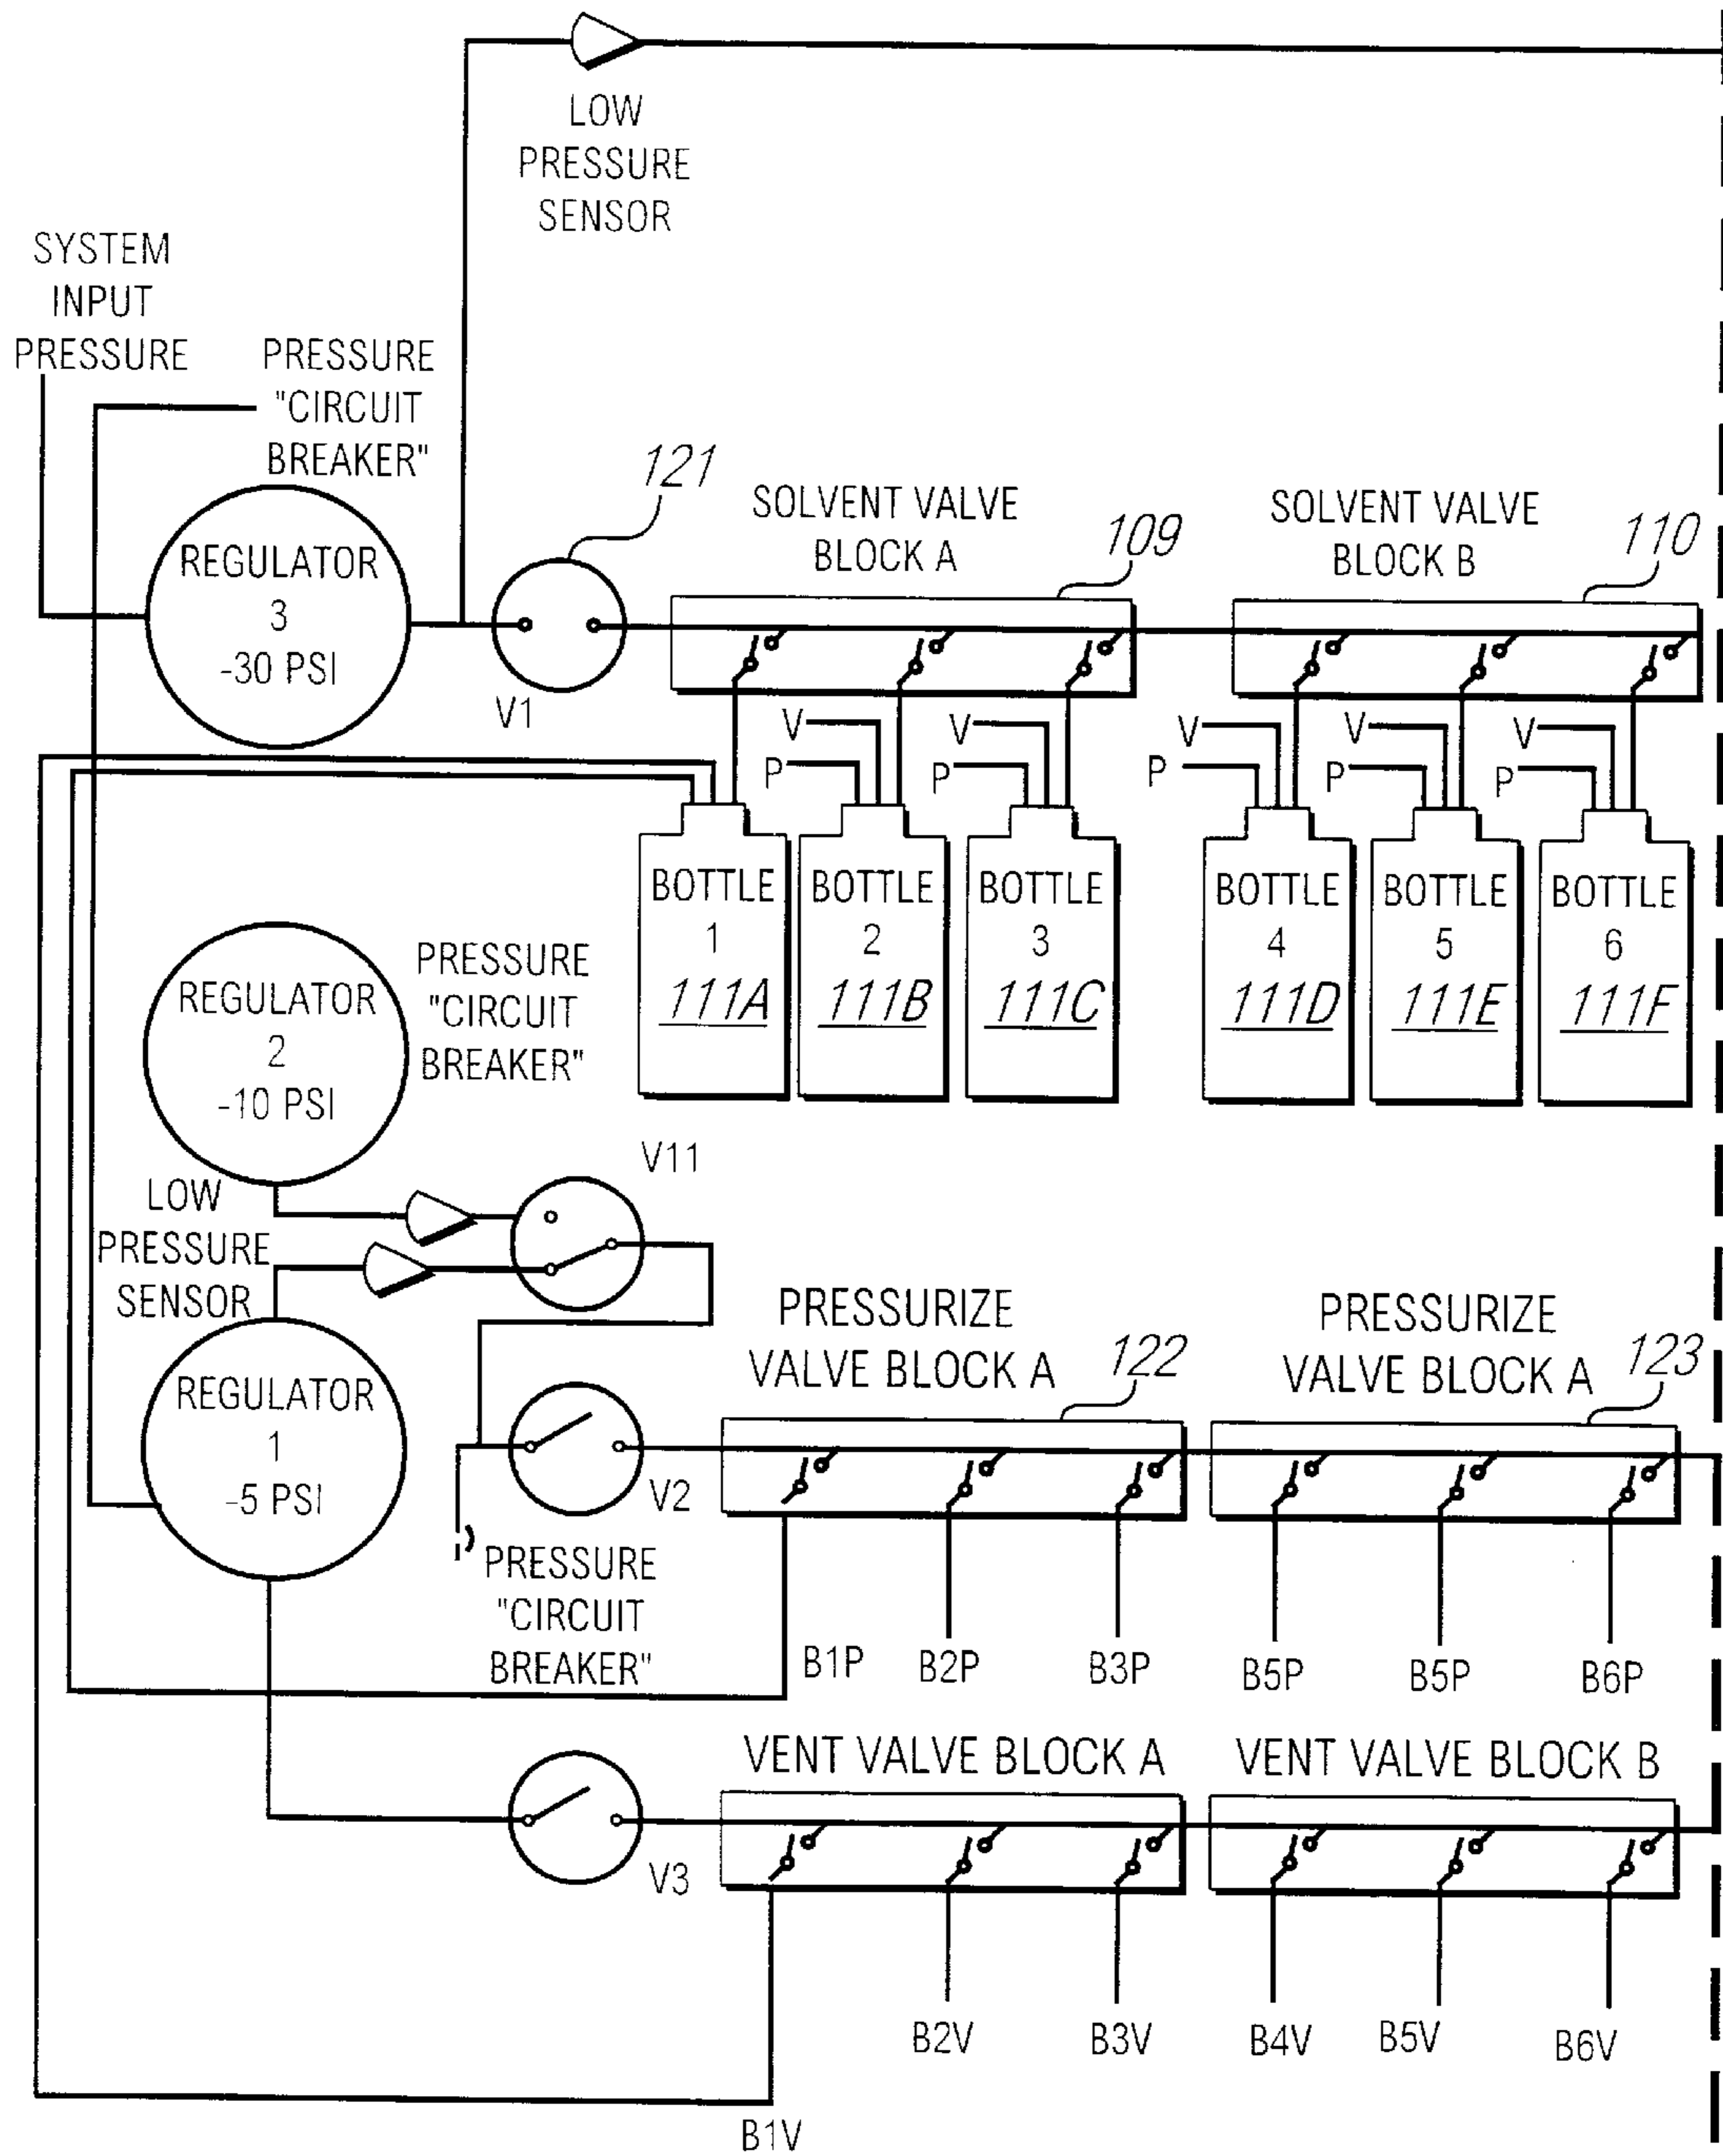 LOW
PRESSURE
SENSOR
SYSTEM
INPUT
PRESSURE
PRESSURE
"CIRCUIT
BREAKER"
121
SOLVENT VALVE
BLOCK A
109
SOLVENT VALVE
BLOCK B
110
REGULATOR
3
-30 PSI
V1
V
P
V
P
V
P
V
P
V
P
BOTTLE
1
111A
BOTTLE
2
111B
BOTTLE
3
111C
BOTTLE
4
111D
BOTTLE
5
111E
BOTTLE
6
111F
REGULATOR
2
-10 PSI
PRESSURE
"CIRCUIT
BREAKER"
V11
LOW
PRESSURE
SENSOR
REGULATOR
1
-5 PSI
PRESSURIZE
VALVE BLOCK A
122
PRESSURIZE
VALVE BLOCK A
123
V2
PRESSURE
"CIRCUIT
BREAKER"
B1P
B2P
B3P
B5P
B5P
B6P
VENT VALVE BLOCK A
VENT VALVE BLOCK B
V3
B2V
B3V
B4V
B5V
B6V
B1V